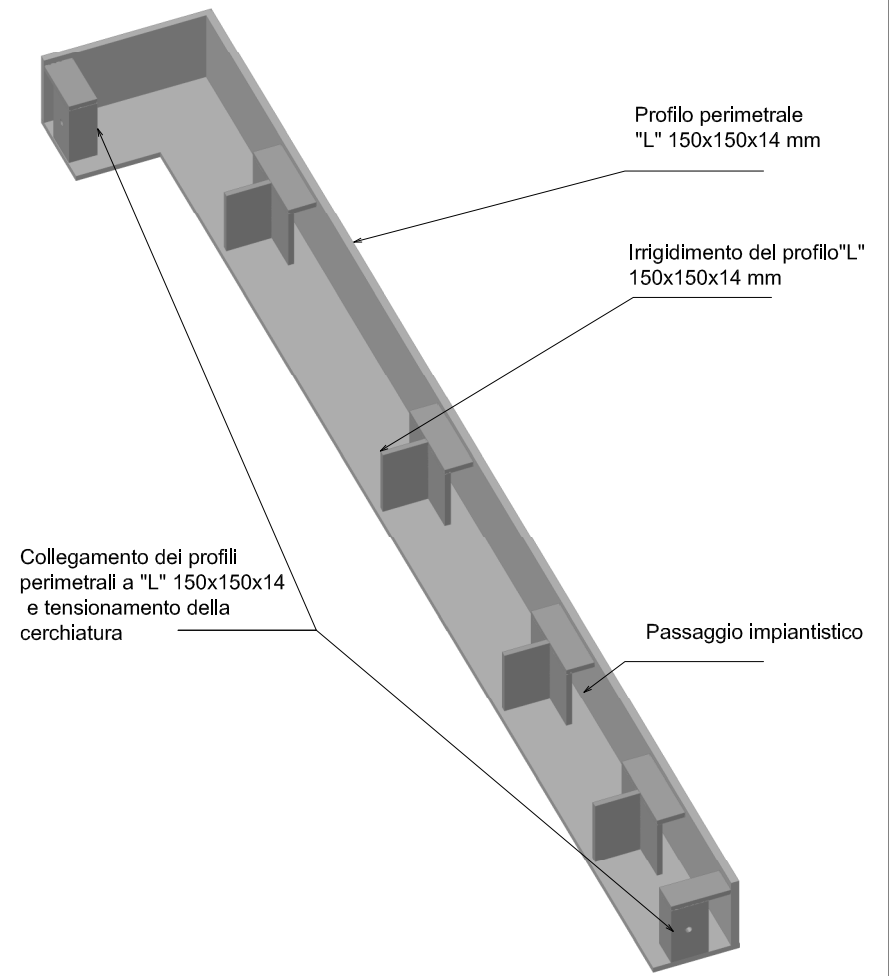 Profilo perimetrale
"L" 150x150x14 mm
Irrigidimento del profilo"L"
150x150x14 mm
Collegamento dei profili
perimetrali a "L" 150x150x14
e tensionamento della
cerchiatura
Passaggio impiantistico